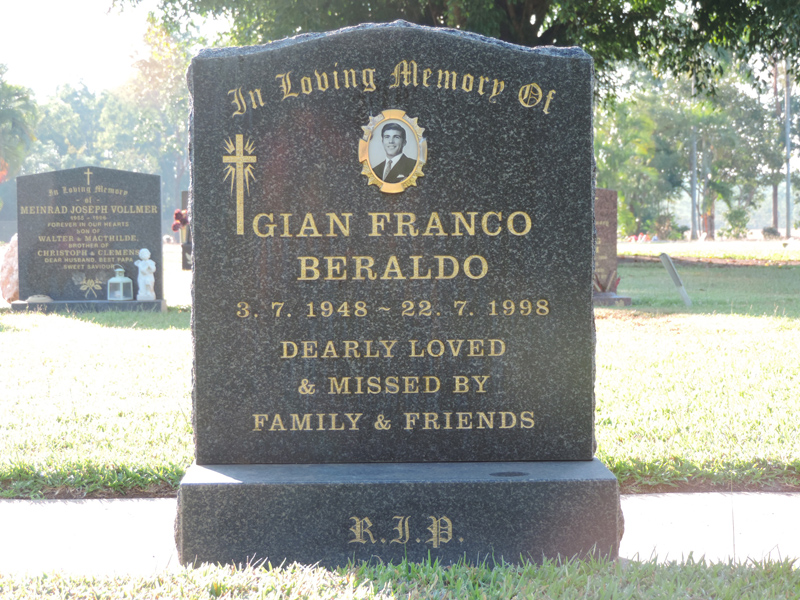 In Loving Memory Of
GIAN FRANCO
BERALDO
3. 7. 1948 ~ 22. 7. 1998
DEARLY LOVED
& MISSED BY
FAMILY & FRIENDS
R.I.P.
In Loving Memory
of
MEINRAD JOSEPH VOLLMER
FOREVER IN OUR HEARTS
SON OF
WALTER & MACTHILDE,
BROTHER OF
CHRISTOPH & CLEMENS
DEAR HUSBAND, BEST PAPA
SWEET SAVIOUR